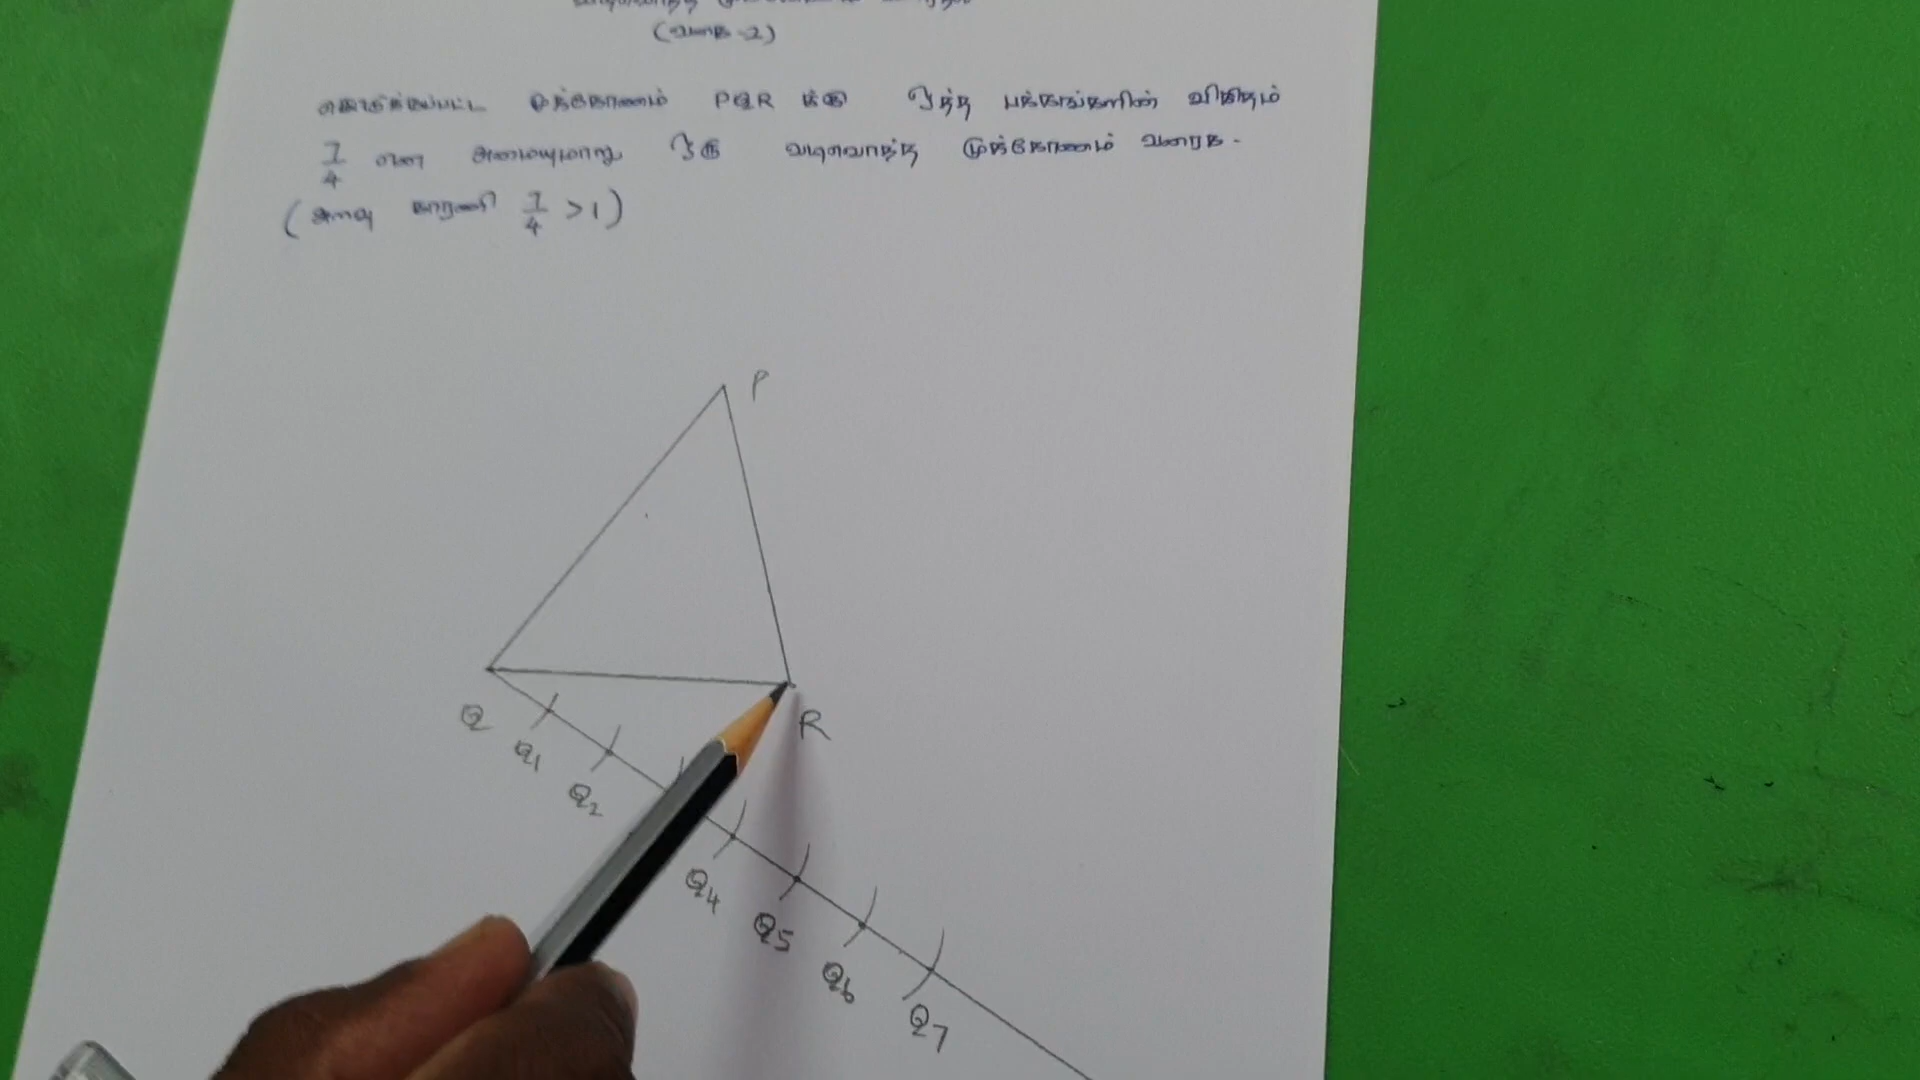 (வகை -2)
கொடுக்கப்பட்ட முக்கோணம் PQR க்கு ஒத்த பக்கங்களின் விகிதம்
7/4 என அமையுமாறு ஒரு வடிவொத்த முக்கோணம் வரைக.
(அளவு காரணி 7/4 > 1)
P
Q
R
Q1
Q2
Q4
Q5
Q6
Q7